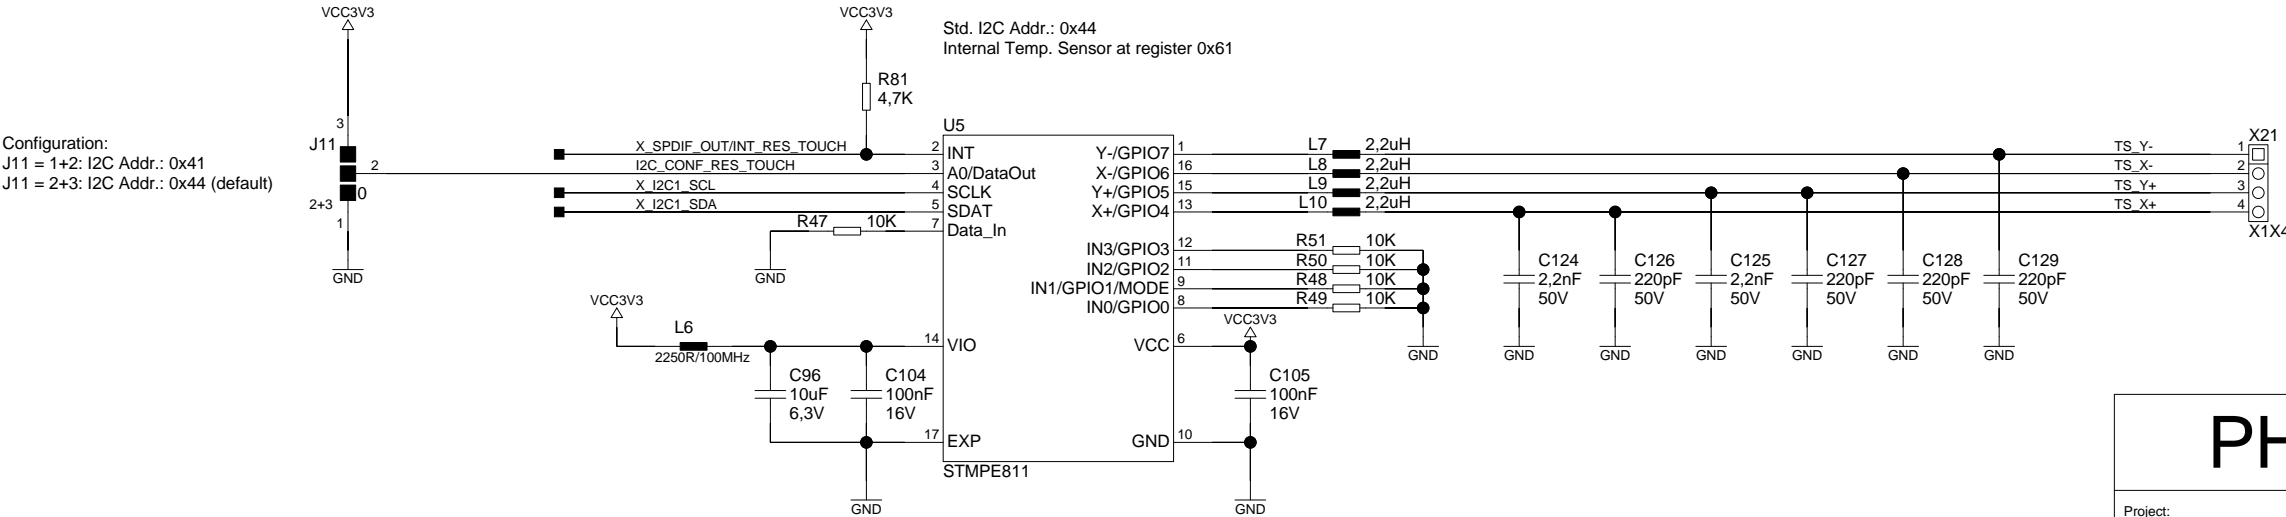 VCC3V3
VCC3V3
Std. I2C Addr.: 0x44
Internal Temp. Sensor at register 0x61
R81
4,7K
Configuration:
J11 = 1+2: I2C Addr.: 0x41
J11 = 2+3: I2C Addr.: 0x44 (default)
3
J11
2
0
2+3
1
GND
X_SPDIF_OUT/INT_RES_TOUCH
I2C_CONF_RES_TOUCH
X_I2C1_SCL
X_I2C1_SDA
R47 10K
GND
U5
2 INT
3 A0/DataOut
4 SCLK
5 SDAT
7 Data_In
14 VIO
17 EXP
Y-/GPIO7 1
X-/GPIO6 16
Y+/GPIO5 15
X+/GPIO4 13
IN3/GPIO3 12
IN2/GPIO2 11
IN1/GPIO1/MODE 9
IN0/GPIO0 8
VCC 6
GND 10
STMPE811
L7 2,2uH
L8 2,2uH
L9 2,2uH
L10 2,2uH
R51 10K
R50 10K
R48 10K
R49 10K
GND
TS_Y- 1
TS_X- 2
TS_Y+ 3
TS_X+ 4
X21
X1X4
C124
2,2nF
50V
GND
C126
220pF
50V
GND
C125
2,2nF
50V
GND
C127
220pF
50V
GND
C128
220pF
50V
GND
C129
220pF
50V
GND
VCC3V3
L6
2250R/100MHz
C96
10uF
6,3V
C104
100nF
16V
GND
VCC3V3
C105
100nF
16V
GND
PH
Project: